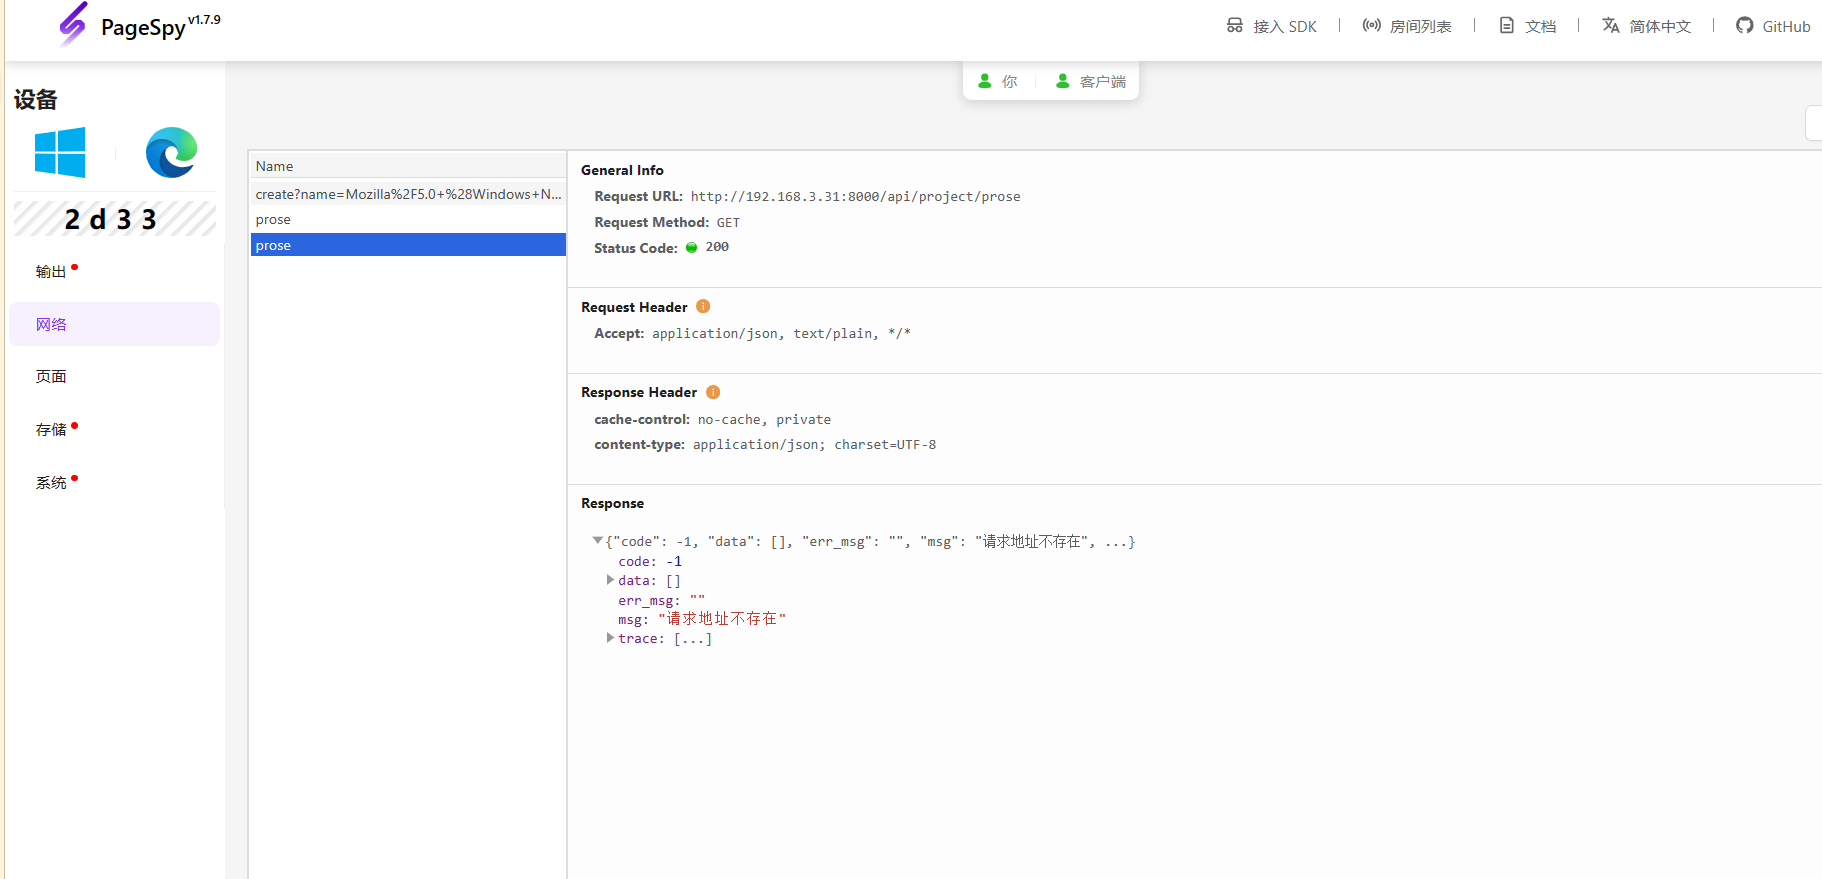 PageSpy v1.7.9
接入 SDK
房间列表
文档
简体中文
GitHub
你
客户端
设备
2d33
输出
网络
页面
存储
系统
Name
create?name=Mozilla%2F5.0+%28Windows+N...
prose
prose
General Info
Request URL: http://192.168.3.31:8000/api/project/prose
Request Method: GET
Status Code: 200
Request Header
Accept: application/json, text/plain, */*
Response Header
cache-control: no-cache, private
content-type: application/json; charset=UTF-8
Response
{"code": -1, "data": [], "err_msg": "", "msg": "请求地址不存在", ...}
code: -1
data: []
err_msg: ""
msg: "请求地址不存在"
trace: [...]